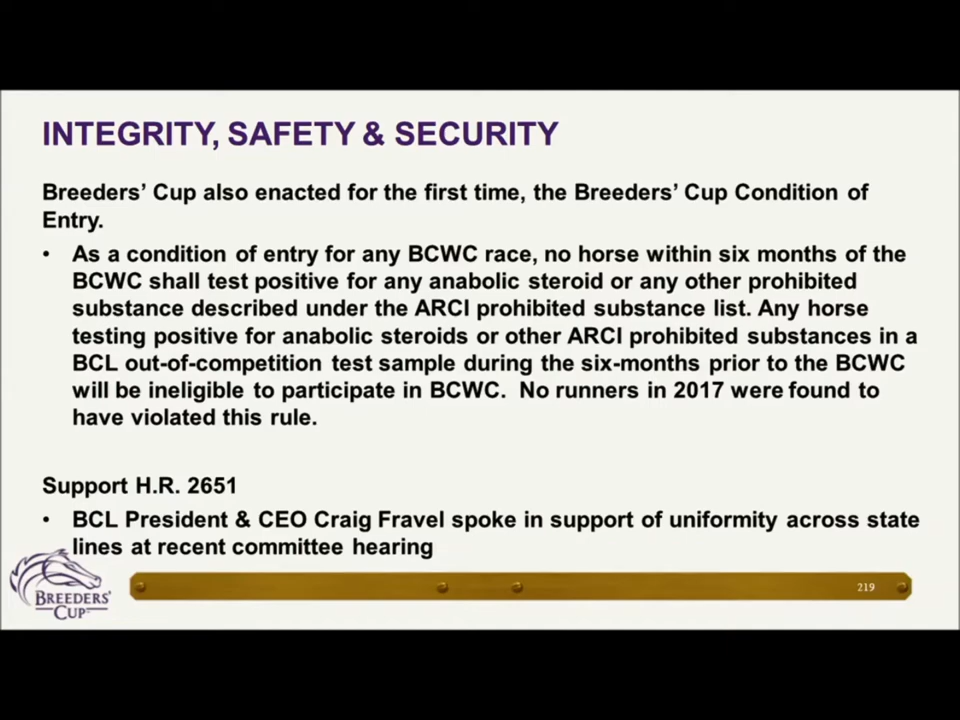 INTEGRITY, SAFETY & SECURITY
Breeders’ Cup also enacted for the first time, the Breeders’ Cup Condition of
Entry.
• As a condition of entry for any BCWC race, no horse within six months of the
BCWC shall test positive for any anabolic steroid or any other prohibited
substance described under the ARCI prohibited substance list. Any horse
testing positive for anabolic steroids or other ARCI prohibited substances in a
BCL out-of-competition test sample during the six-months prior to the BCWC
will be ineligible to participate in BCWC.  No runners in 2017 were found to
have violated this rule.
Support H.R. 2651
• BCL President & CEO Craig Fravel spoke in support of uniformity across state
lines at recent committee hearing
BREEDERS’
CUP
219